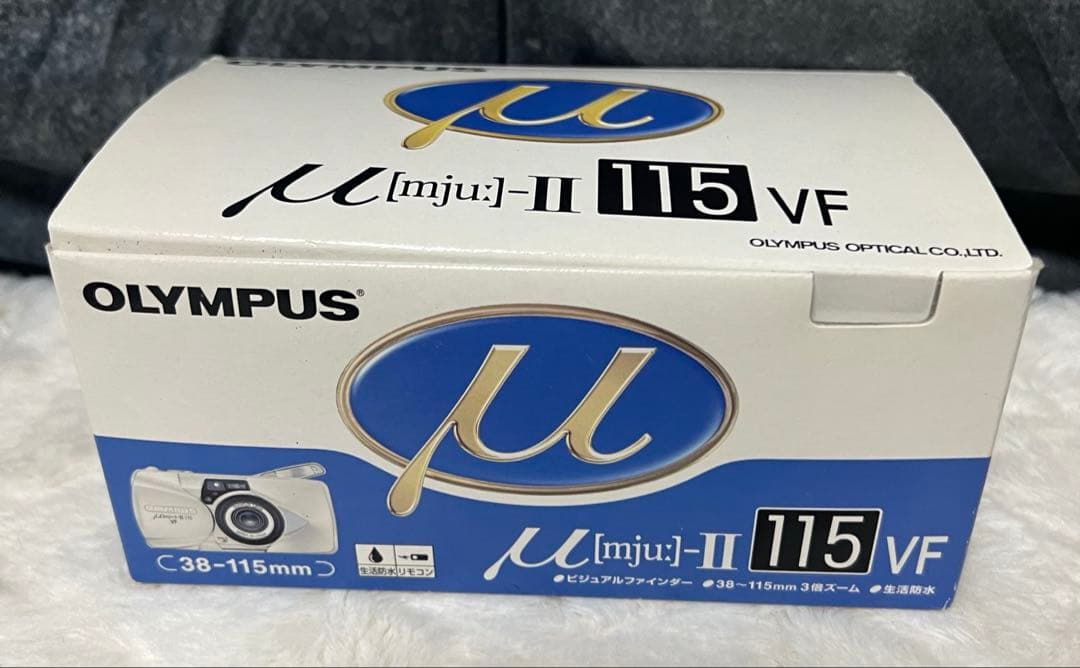 OLYMPUS
μ
μ[mju:]-II 115 VF
OLYMPUS OPTICAL CO.,LTD.
OLYMPUS®
μ
OLYMPUS
VF
38-115mm
生活防水 リモコン
μ[mju:]-II 115 VF
●ビジュアルファインダー ●38~115mm 3倍ズーム ●生活防水